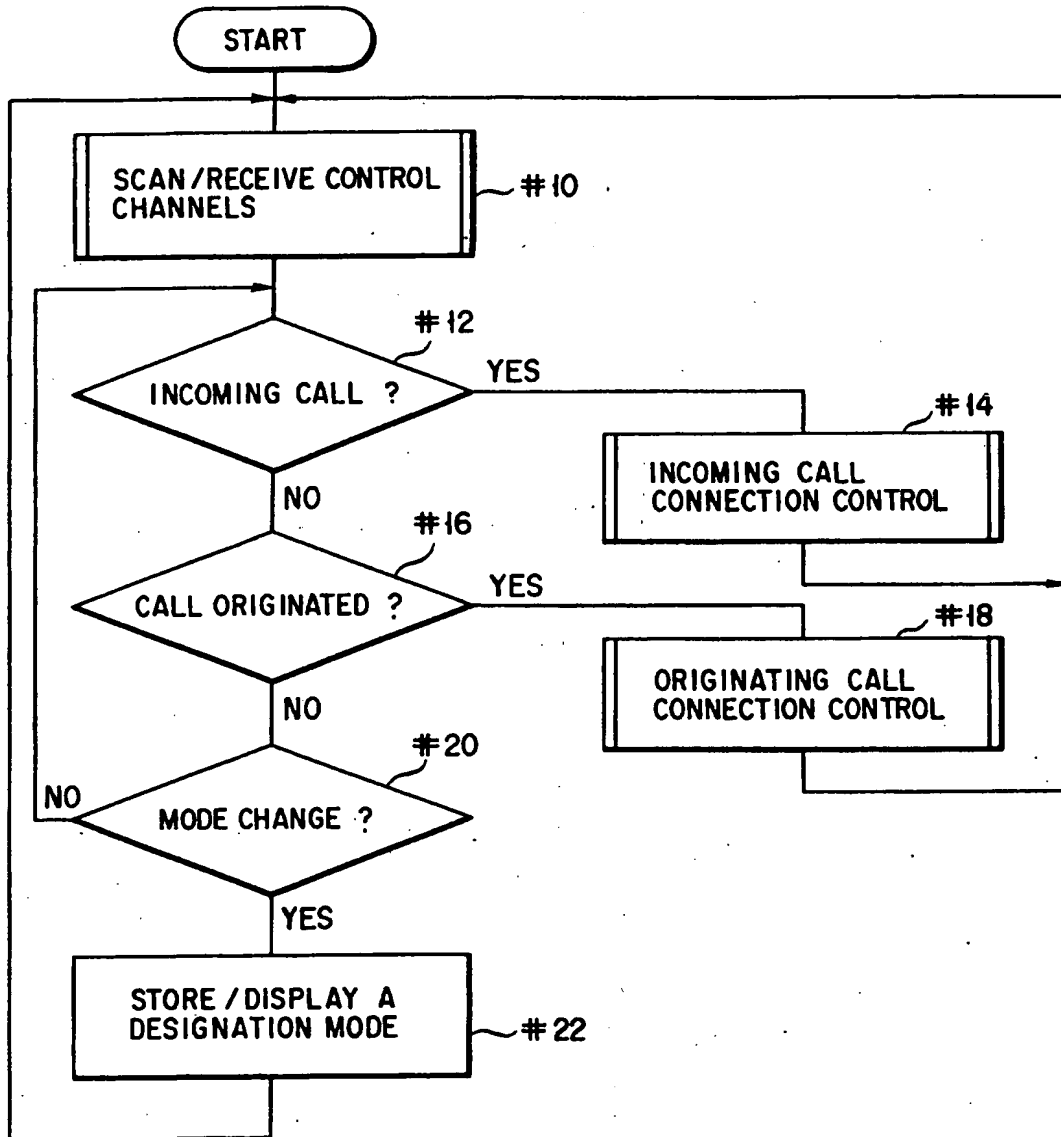 START
SCAN/RECEIVE CONTROL
CHANNELS
#10
#12
INCOMING CALL ?
YES
#14
INCOMING CALL
CONNECTION CONTROL
NO
#16
CALL ORIGINATED ?
YES
#18
ORIGINATING CALL
CONNECTION CONTROL
NO
#20
NO
MODE CHANGE ?
YES
STORE/DISPLAY A
DESIGNATION MODE
#22